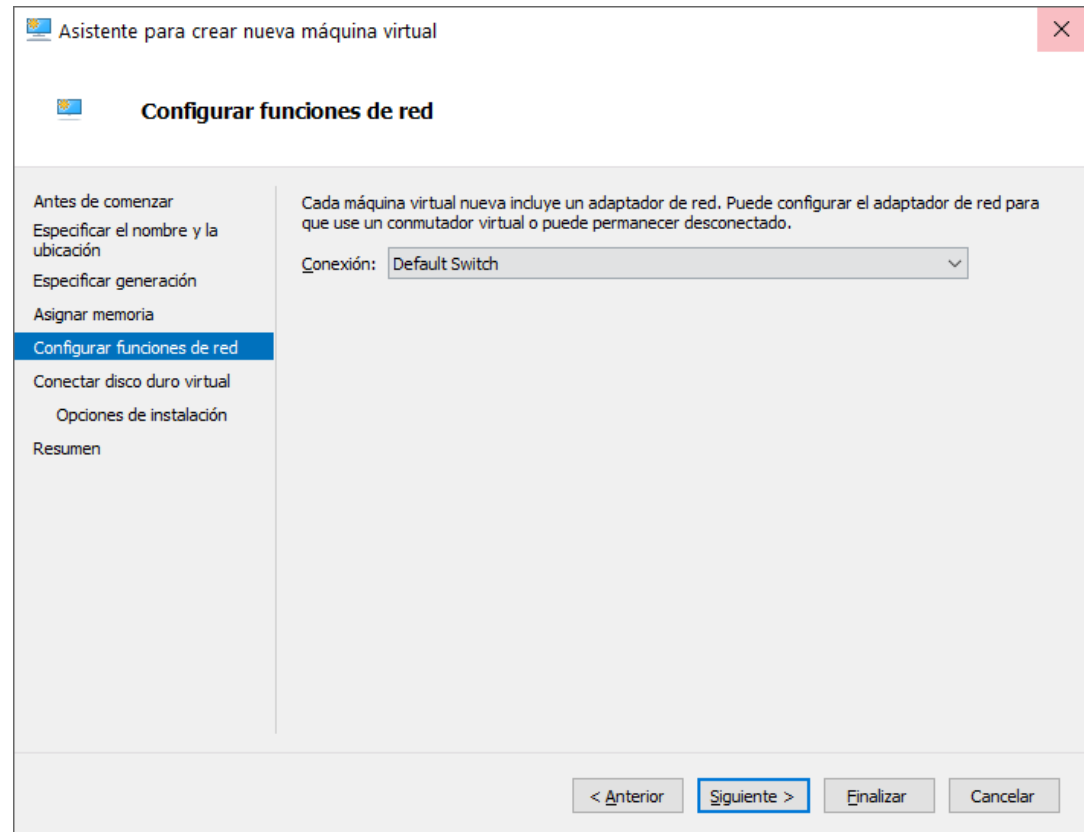 Asistente para crear nueva máquina virtual
Configurar funciones de red
Antes de comenzar
Especificar el nombre y la
ubicación
Especificar generación
Asignar memoria
Configurar funciones de red
Conectar disco duro virtual
Opciones de instalación
Resumen
Cada máquina virtual nueva incluye un adaptador de red. Puede configurar el adaptador de red para
que use un conmutador virtual o puede permanecer desconectado.
Conexión: Default Switch
< Anterior Siguiente > Finalizar Cancelar